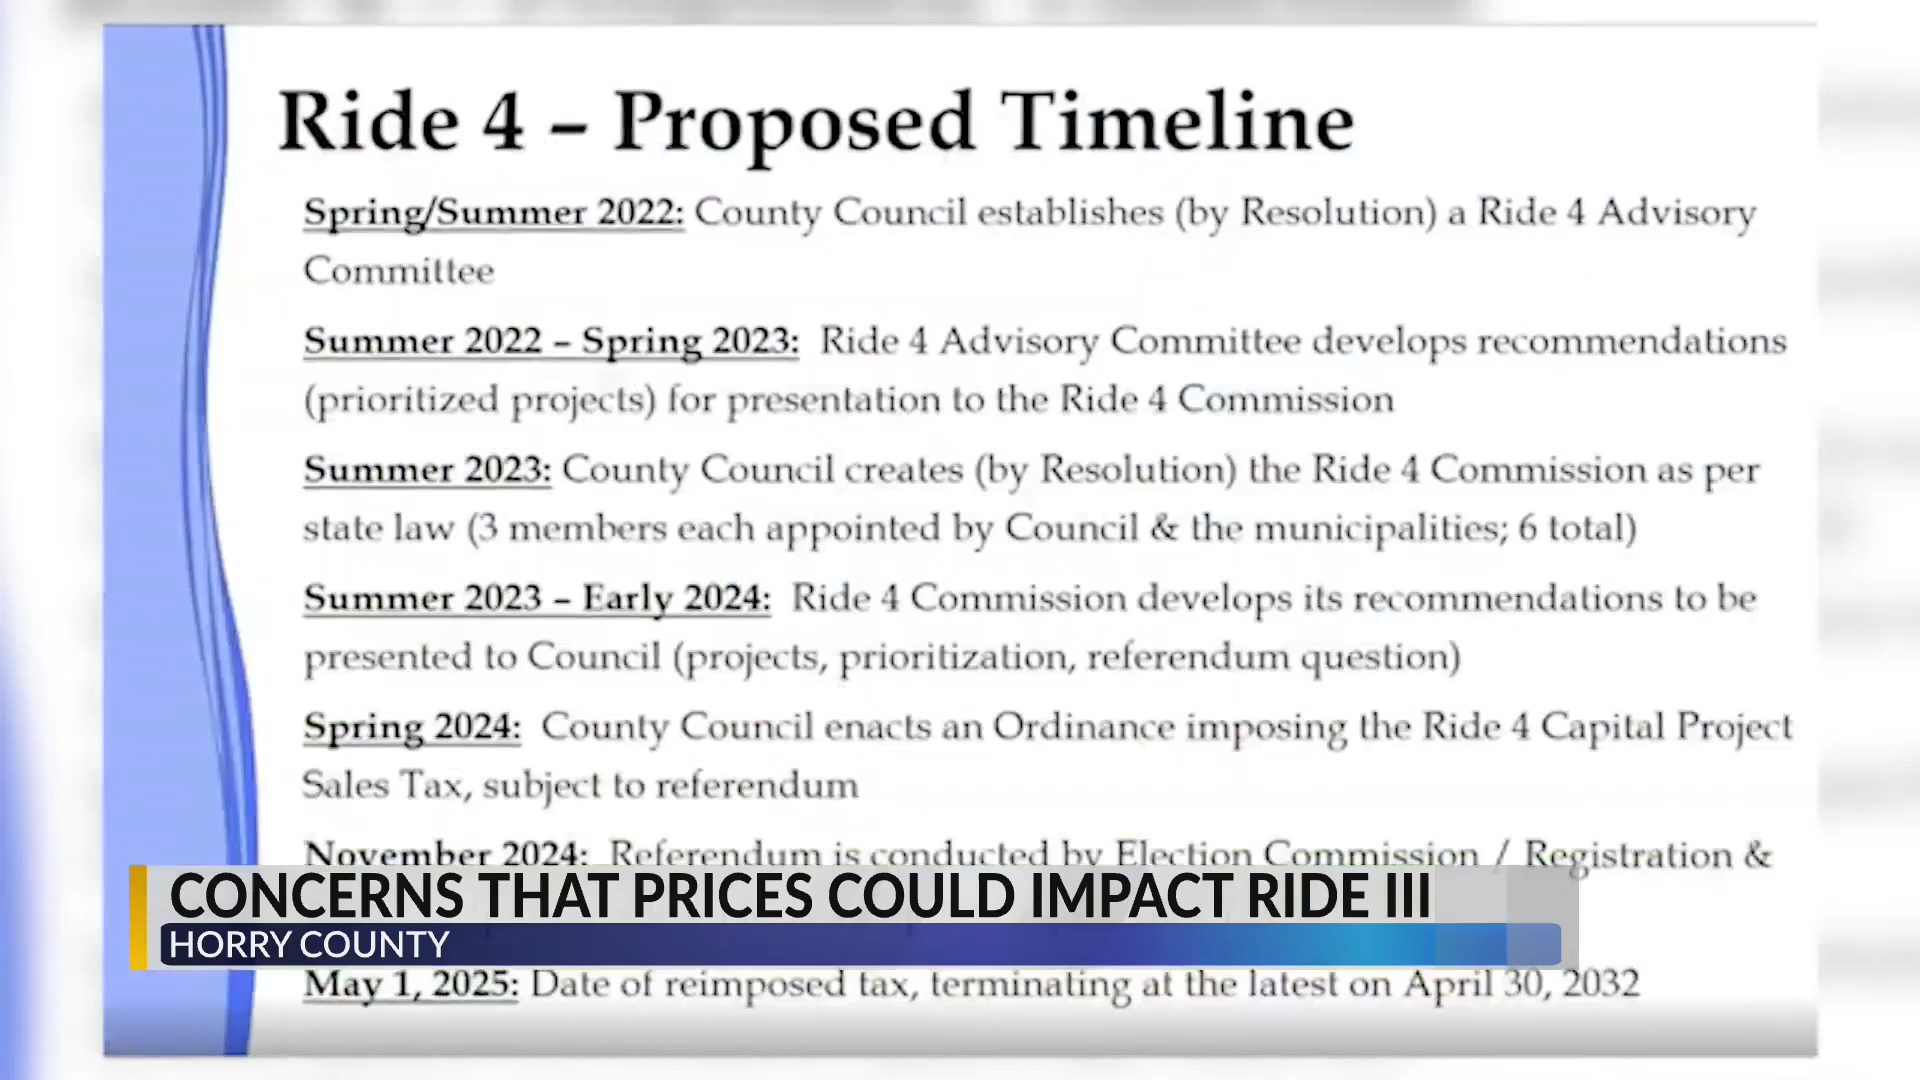 Ride 4 – Proposed Timeline
Spring/Summer 2022: County Council establishes (by Resolution) a Ride 4 Advisory
Committee
Summer 2022 – Spring 2023: Ride 4 Advisory Committee develops recommendations
(prioritized projects) for presentation to the Ride 4 Commission
Summer 2023: County Council creates (by Resolution) the Ride 4 Commission as per
state law (3 members each appointed by Council & the municipalities; 6 total)
Summer 2023 – Early 2024: Ride 4 Commission develops its recommendations to be
presented to Council (projects, prioritization, referendum question)
Spring 2024: County Council enacts an Ordinance imposing the Ride 4 Capital Project
Sales Tax, subject to referendum
November 2024: Referendum is conducted by Election Commission / Registration &
CONCERNS THAT PRICES COULD IMPACT RIDE III
HORRY COUNTY
May 1, 2025: Date of reimposed tax, terminating at the latest on April 30, 2032